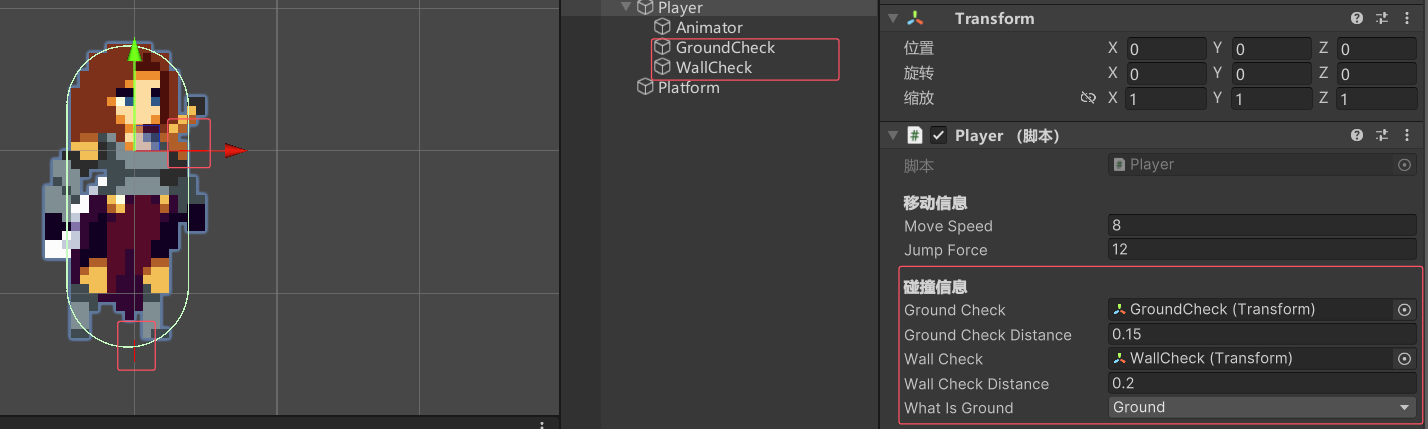 Player
Animator
GroundCheck
WallCheck
Platform
Transform
位置 X 0 Y 0 Z 0
旋转 X 0 Y 0 Z 0
缩放 X 1 Y 1 Z 1
# Player （脚本）
脚本 # Player
移动信息
Move Speed 8
Jump Force 12
碰撞信息
Ground Check GroundCheck (Transform)
Ground Check Distance 0.15
Wall Check WallCheck (Transform)
Wall Check Distance 0.2
What Is Ground Ground